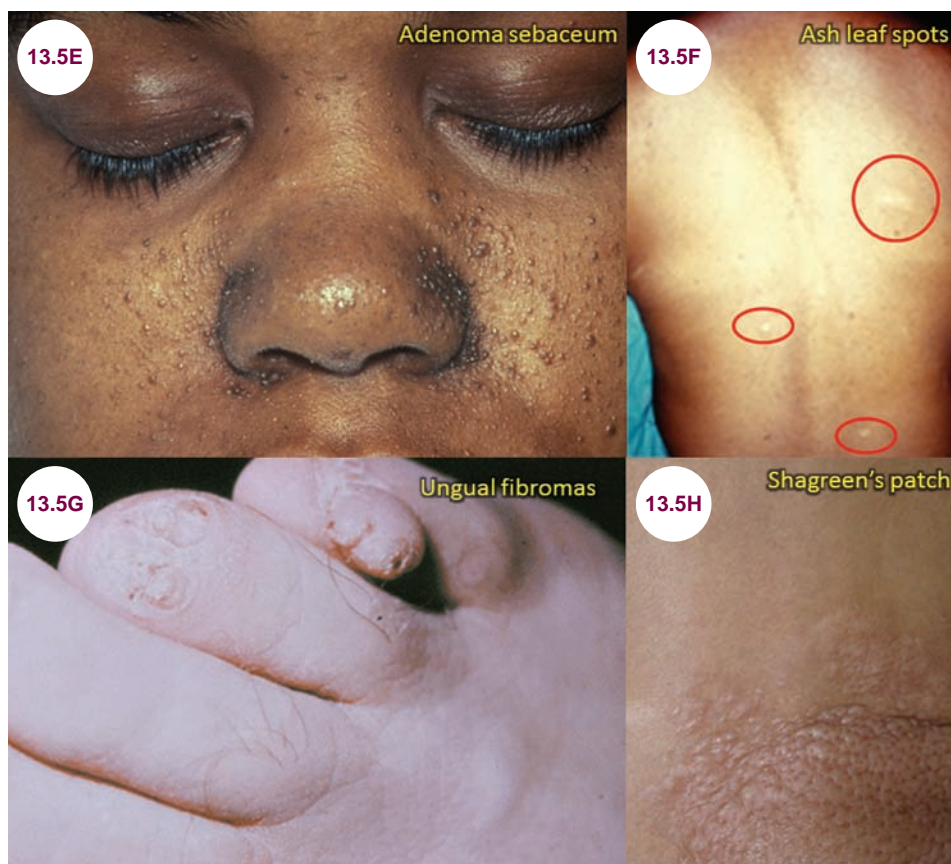 13.5E
Adenoma sebaceum
13.5F
Ash leaf spots
13.5G
Ungual fibromas
13.5H
Shagreen's patch